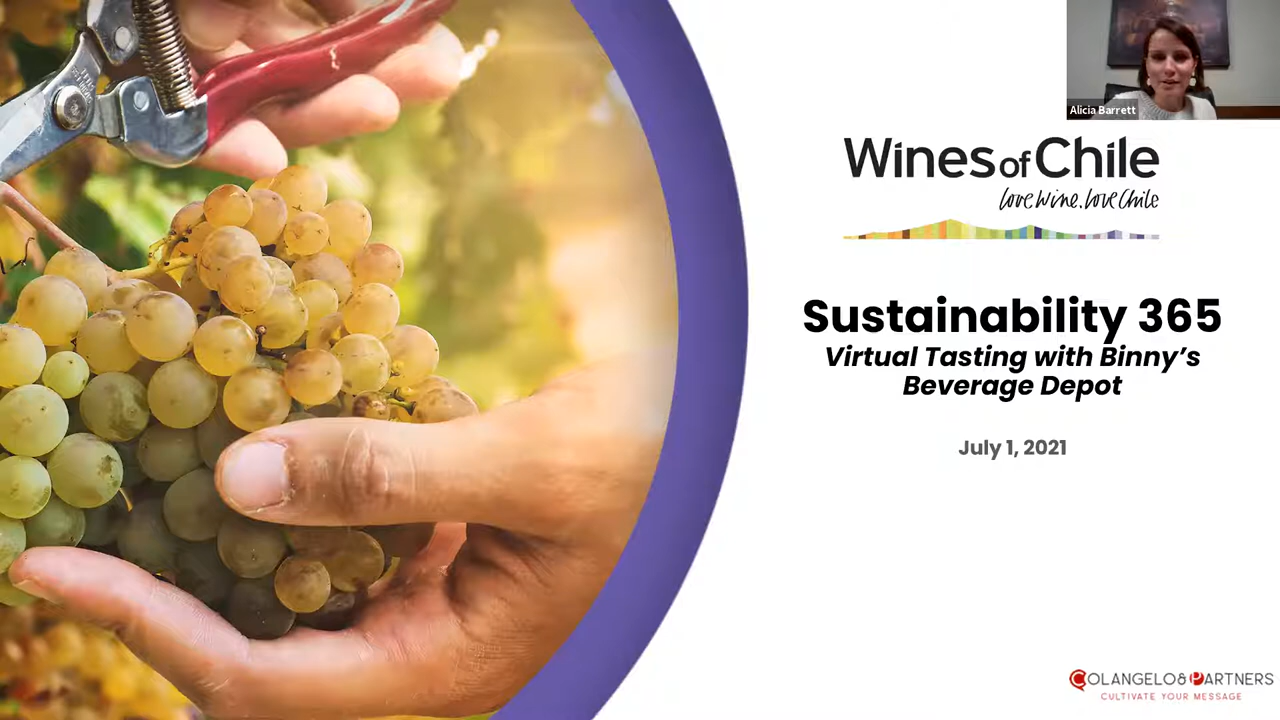 Alicia Barrett
Wines of Chile
love wine. love Chile
Sustainability 365
Virtual Tasting with Binny's
Beverage Depot
July 1, 2021
COLANGELO & PARTNERS
CULTIVATE YOUR MESSAGE